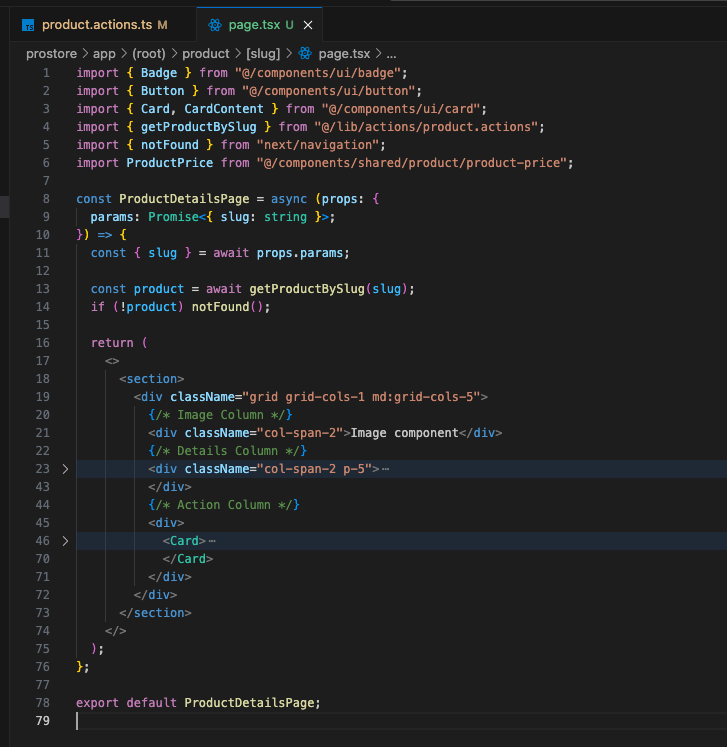 TS product.actions.ts M page.tsx U ×
prostore > app > (root) > product > [slug] > page.tsx > ...
1 import { Badge } from "@/components/ui/badge";
2 import { Button } from "@/components/ui/button";
3 import { Card, CardContent } from "@/components/ui/card";
4 import { getProductBySlug } from "@/lib/actions/product.actions";
5 import { notFound } from "next/navigation";
6 import ProductPrice from "@/components/shared/product/product-price";
7
8 const ProductDetailsPage = async (props: {
9   params: Promise<{ slug: string }>;
10 }) => {
11   const { slug } = await props.params;
12
13   const product = await getProductBySlug(slug);
14   if (!product) notFound();
15
16   return (
17     <>
18       <section>
19         <div className="grid grid-cols-1 md:grid-cols-5">
20           {/* Image Column */}
21           <div className="col-span-2">Image component</div>
22           {/* Details Column */}
23 > <div className="col-span-2 p-5">⋯
43           </div>
44           {/* Action Column */}
45           <div>
46 > <Card>⋯
70             </Card>
71           </div>
72         </div>
73       </section>
74     </>
75   );
76 };
77
78 export default ProductDetailsPage;
79